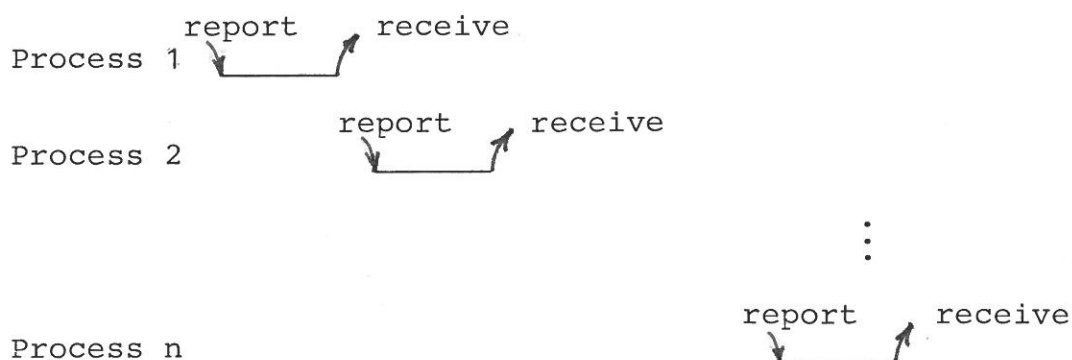 report receive
Process 1
report receive
Process 2
⋮
report receive
Process n